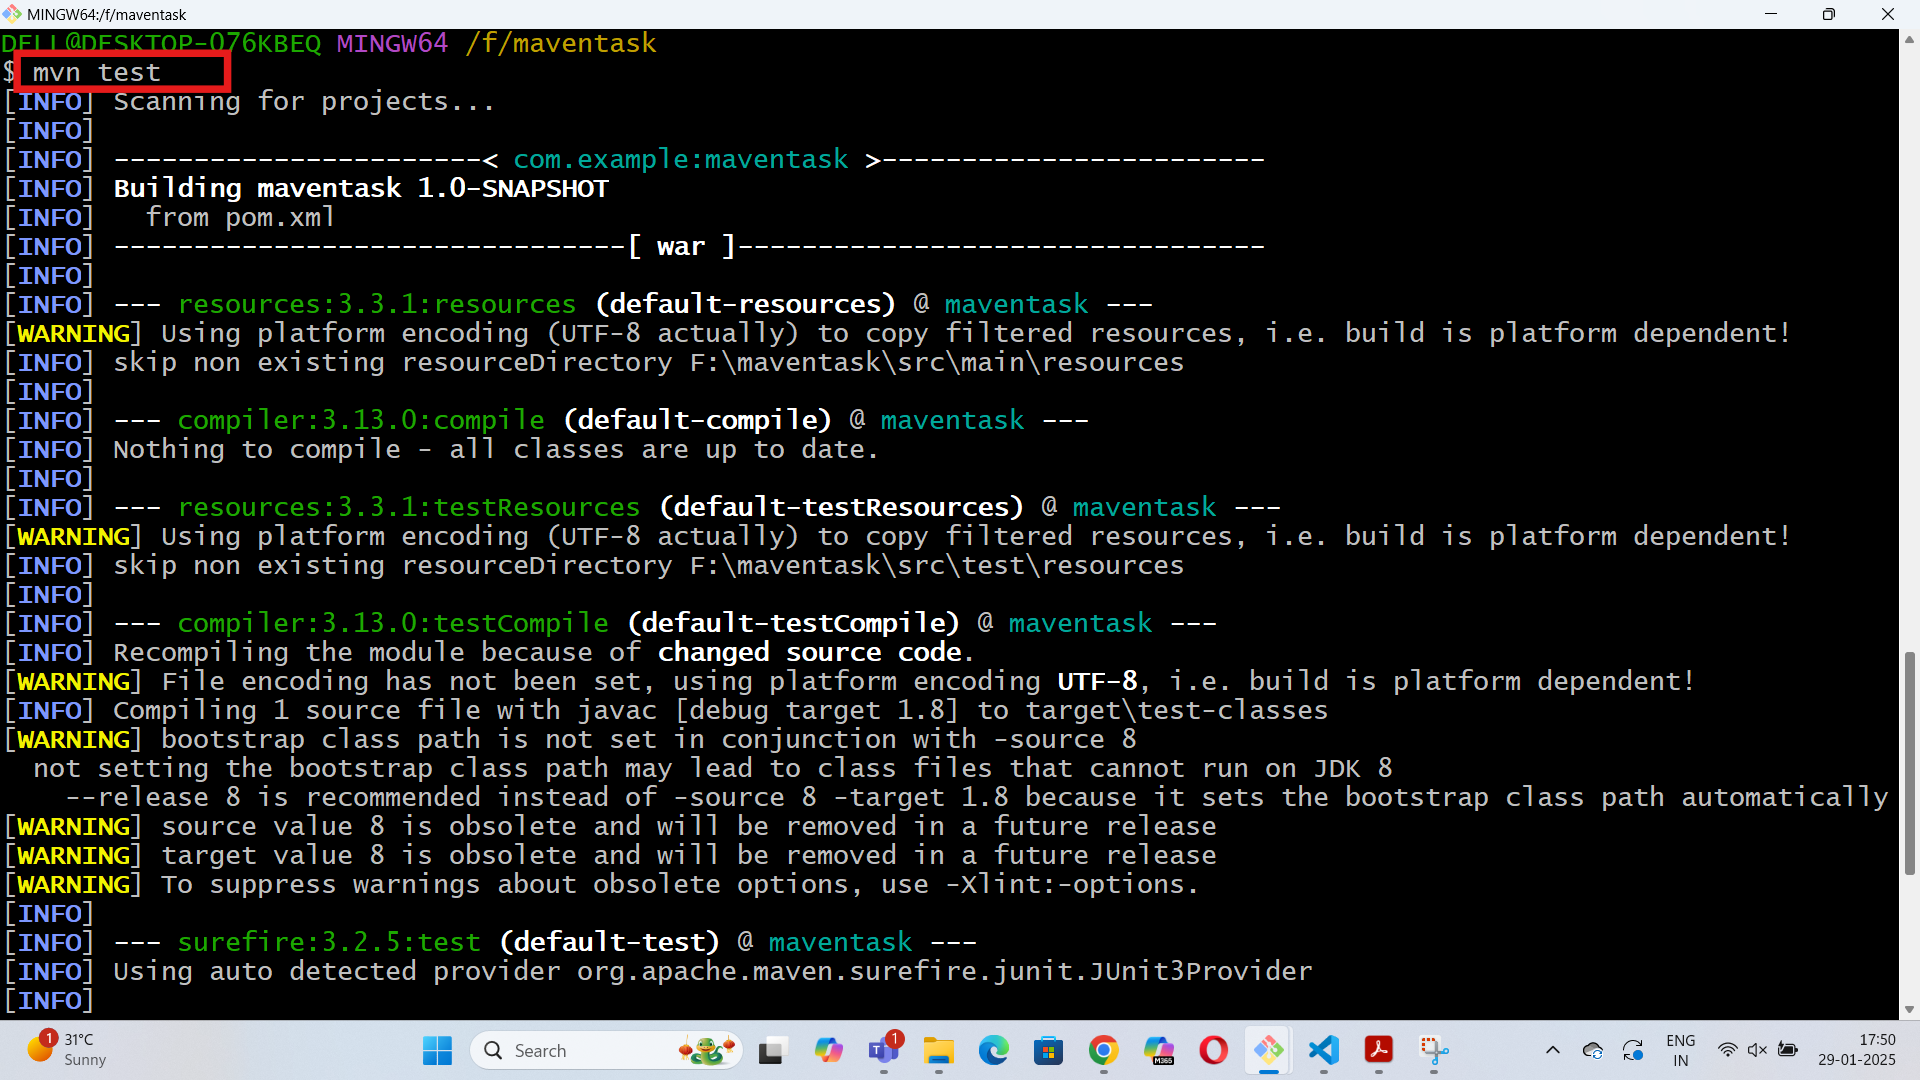 MINGW64:/f/maventask
DELL@DESKTOP-O76KBEQ MINGW64 /f/maventask
$ mvn test
[INFO] Scanning for projects...
[INFO]
[INFO] -----------------------< com.example:maventask >------------------------
[INFO] Building maventask 1.0-SNAPSHOT
[INFO]   from pom.xml
[INFO] --------------------------------[ war ]---------------------------------
[INFO]
[INFO] --- resources:3.3.1:resources (default-resources) @ maventask ---
[WARNING] Using platform encoding (UTF-8 actually) to copy filtered resources, i.e. build is platform dependent!
[INFO] skip non existing resourceDirectory F:\maventask\src\main\resources
[INFO]
[INFO] --- compiler:3.13.0:compile (default-compile) @ maventask ---
[INFO] Nothing to compile - all classes are up to date.
[INFO]
[INFO] --- resources:3.3.1:testResources (default-testResources) @ maventask ---
[WARNING] Using platform encoding (UTF-8 actually) to copy filtered resources, i.e. build is platform dependent!
[INFO] skip non existing resourceDirectory F:\maventask\src\test\resources
[INFO]
[INFO] --- compiler:3.13.0:testCompile (default-testCompile) @ maventask ---
[INFO] Recompiling the module because of changed source code.
[WARNING] File encoding has not been set, using platform encoding UTF-8, i.e. build is platform dependent!
[INFO] Compiling 1 source file with javac [debug target 1.8] to target\test-classes
[WARNING] bootstrap class path is not set in conjunction with -source 8
  not setting the bootstrap class path may lead to class files that cannot run on JDK 8
    --release 8 is recommended instead of -source 8 -target 1.8 because it sets the bootstrap class path automatically
[WARNING] source value 8 is obsolete and will be removed in a future release
[WARNING] target value 8 is obsolete and will be removed in a future release
[WARNING] To suppress warnings about obsolete options, use -Xlint:-options.
[INFO]
[INFO] --- surefire:3.2.5:test (default-test) @ maventask ---
[INFO] Using auto detected provider org.apache.maven.surefire.junit.JUnit3Provider
[INFO]
1
31°C
Sunny
Search
1
M365
ENG
IN
17:50
29-01-2025